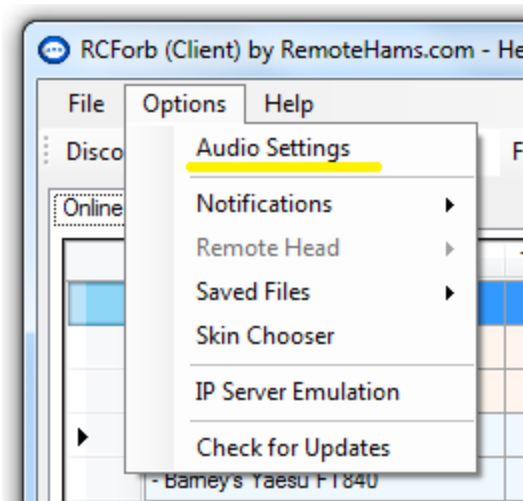 RCForb (Client) by RemoteHams.com - He
File Options Help
Disco F
Audio Settings
Online
Notifications
Remote Head
Saved Files
Skin Chooser
IP Server Emulation
Check for Updates
- Barney's Yaesu FT840